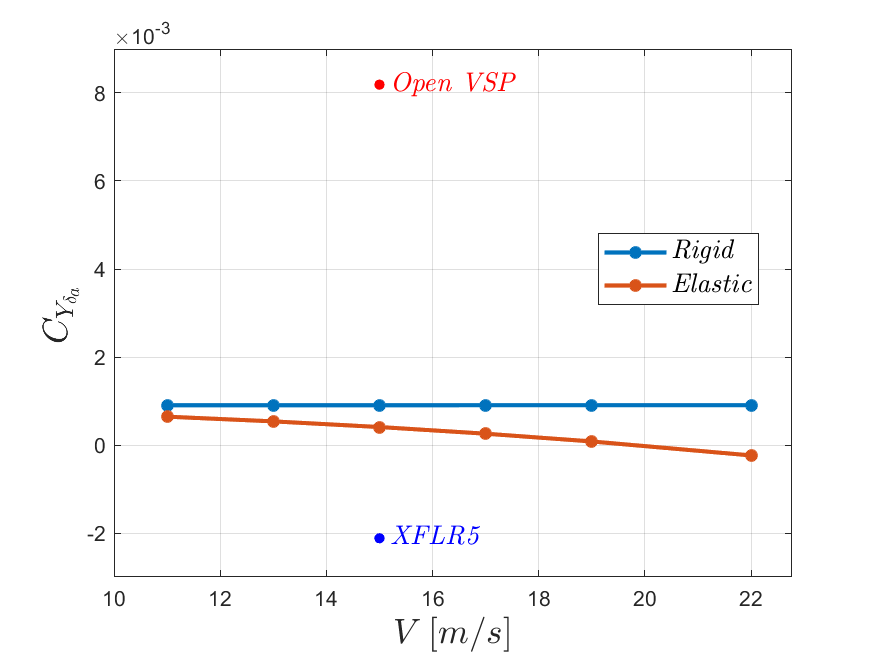 ×10⁻³
8
6
4
2
0
-2
C_{Y_{δa}}
Open VSP
Rigid
Elastic
XFLR5
10 12 14 16 18 20 22
V [m/s]